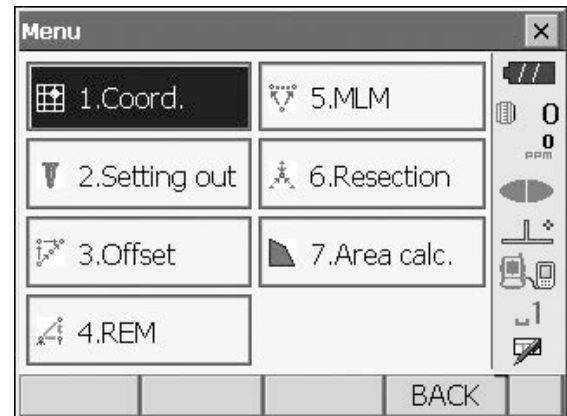 Menu
1.Coord.
2.Setting out
3.Offset
4.REM
5.MLM
6.Resection
7.Area calc.
0
0
PPM
1
BACK